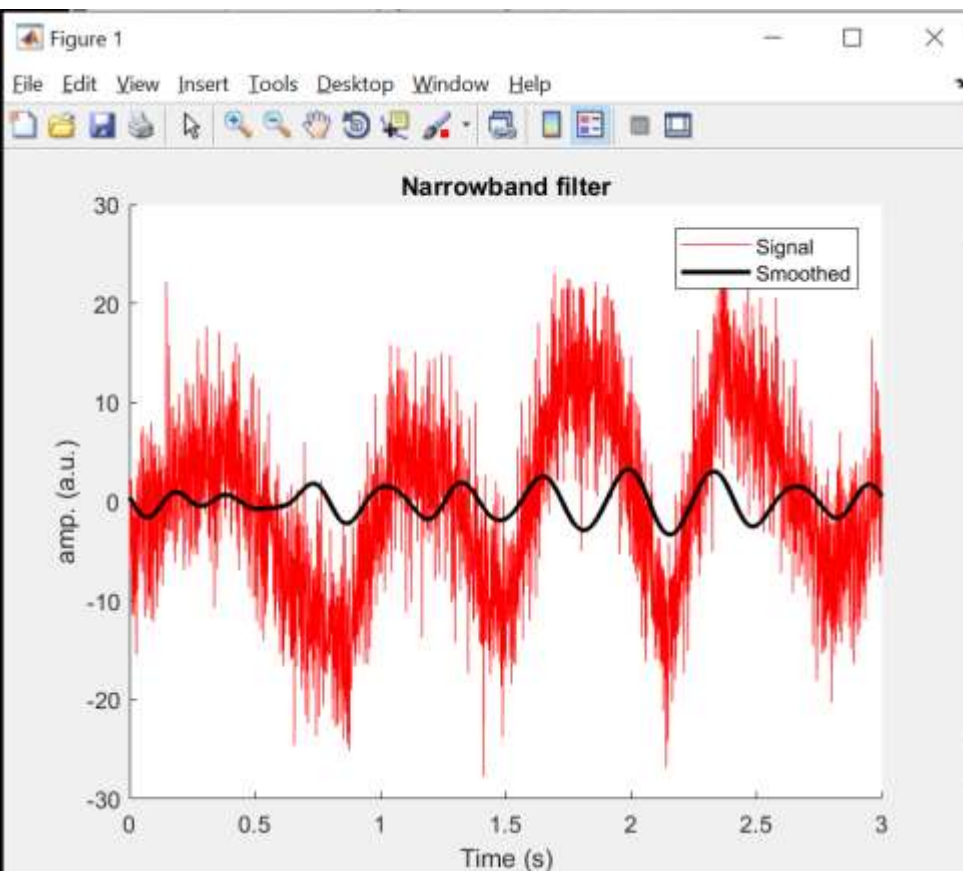 Figure 1
File Edit View Insert Tools Desktop Window Help
Narrowband filter
30
20
10
0
-10
-20
-30
amp. (a.u.)
Signal
Smoothed
0 0.5 1 1.5 2 2.5 3
Time (s)